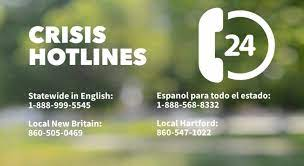 CRISIS
HOTLINES
24
Statewide in English:
1-888-999-5545
Local New Britain:
860-505-0469
Espanol para todo el estado:
1-888-568-8332
Local Hartford:
860-547-1022